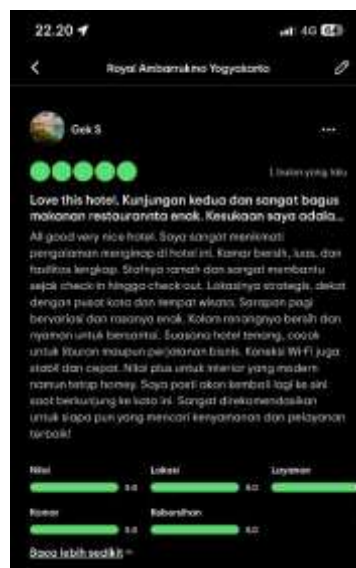 22.20
4G
Royal Ambarrukmo Yogyakarta
Gek S
1 bulan yang lalu
Love this hotel. Kunjungan kedua dan sangat bagus
makanan restaurannta enak. Kesukaan saya adala...
All good very nice hotel. Saya sangat menikmati
pengalaman menginap di hotel ini. Kamar bersih, luas, dan
fasilitas lengkap. Stafnya ramah dan sangat membantu
sejak check in hingga check-out. Lokasinya strategis, dekat
dengan pusat kota dan tempat wisata. Sarapan pagi
bervariasi dan rasanya enak. Kolam renangnya bersih dan
nyaman untuk bersantai. Suasana hotel tenang, cocok
untuk liburan maupun perjalanan bisnis. Koneksi Wi-Fi juga
stabil dan cepat. Nilai plus untuk interior yang modern
namun tetap homey. Saya pasti akan kembali lagi ke sini
saat berkunjung ke kota ini. Sangat direkomendasikan
untuk siapa pun yang mencari kenyamanan dan pelayanan
terbaik!
Nilai Lokasi Layanan
5.0 5.0
Kamar Kebersihan
5.0 5.0
Baca lebih sedikit